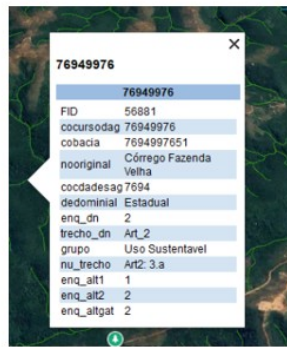 76949976
76949976
FID 56881
cocursodag 76949976
cobacia 7694997651
nooriginal Córrego Fazenda
Velha
cocdadesag 7694
dedominial Estadual
enq_dn 2
trecho_dn Art_2
grupo Uso Sustentavel
nu_trecho Art2: 3.a
enq_alt1 1
enq_alt2 2
enq_altgat 2